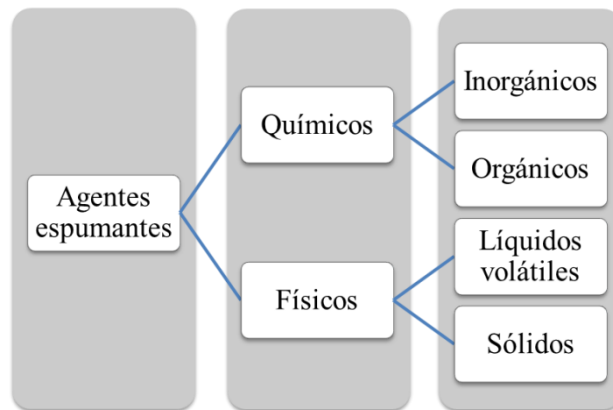 Agentes
espumantes
Químicos
Físicos
Inorgánicos
Orgánicos
Líquidos
volátiles
Sólidos